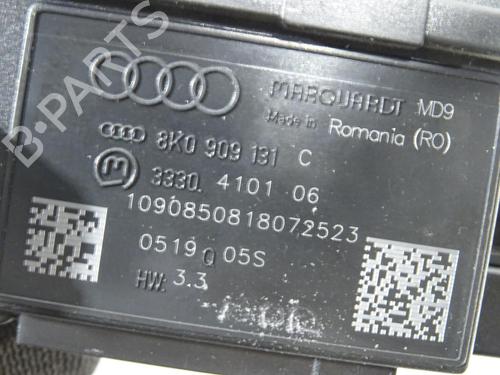 MARQUARDT MD9
Made in Romania (RO)
8K0 909 131 C
3330. 4101 06
1090850818072523
0519 Q 05S
HW: 3.3
B-PARTS